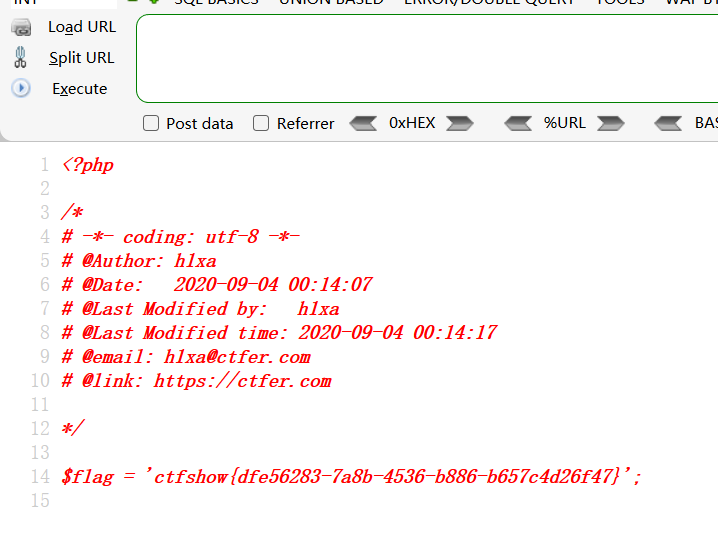 INT SQL BASICS UNION BASED ERROR/DOUBLE QUERY TOOLS WAF BY
Load URL
Split URL
Execute
Post data Referrer 0xHEX %URL BAS
1 <?php
2
3 /*
4 # -*- coding: utf-8 -*-
5 # @Author: h1xa
6 # @Date:   2020-09-04 00:14:07
7 # @Last Modified by:   h1xa
8 # @Last Modified time: 2020-09-04 00:14:17
9 # @email: h1xa@ctfer.com
10 # @link: https://ctfer.com
11
12 */
13
14 $flag = 'ctfshow{dfe56283-7a8b-4536-b886-b657c4d26f47}';
15